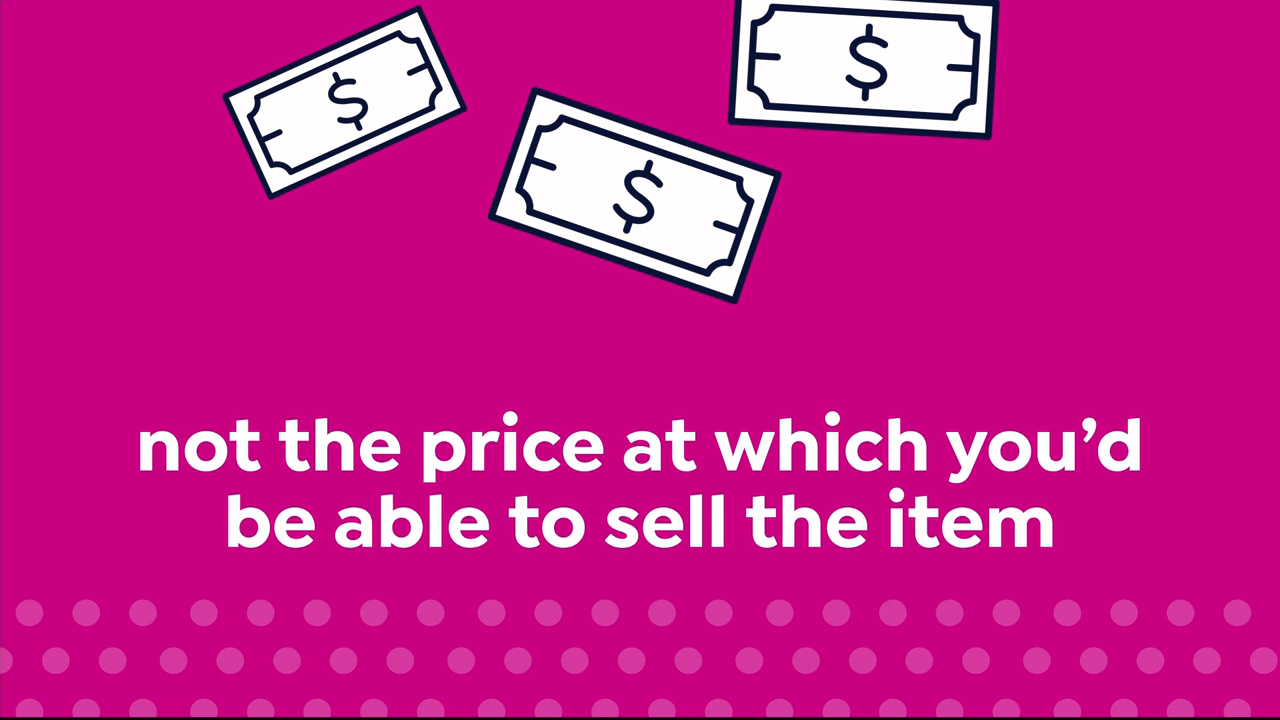 $
$
$
not the price at which you’d
be able to sell the item